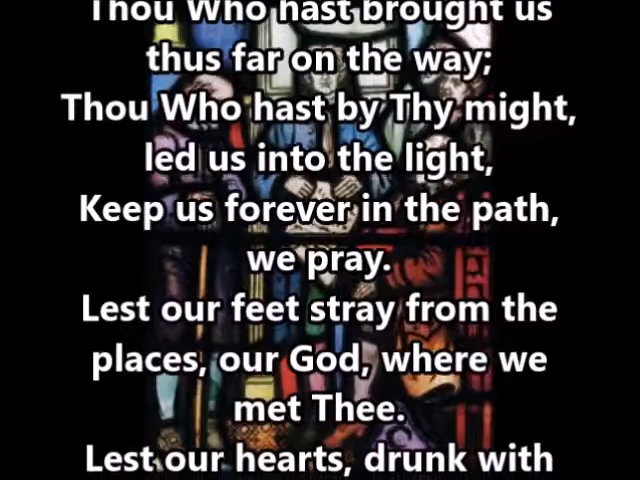 Thou Who hast brought us
thus far on the way;
Thou Who hast by Thy might,
led us into the light,
Keep us forever in the path,
we pray.
Lest our feet stray from the
places, our God, where we
met Thee.
Lest our hearts, drunk with